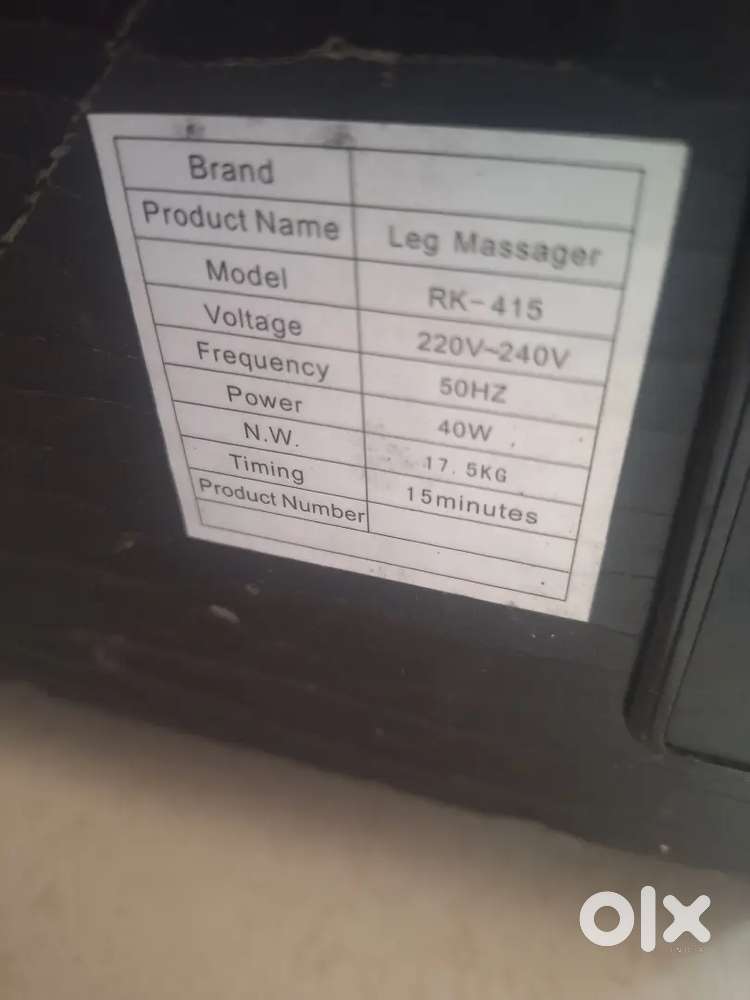 Brand
Product Name Leg Massager
Model RK-415
Voltage 220V~240V
Frequency 50HZ
Power 40W
N.W. 17.5KG
Timing 15minutes
Product Number
olx
INDIA